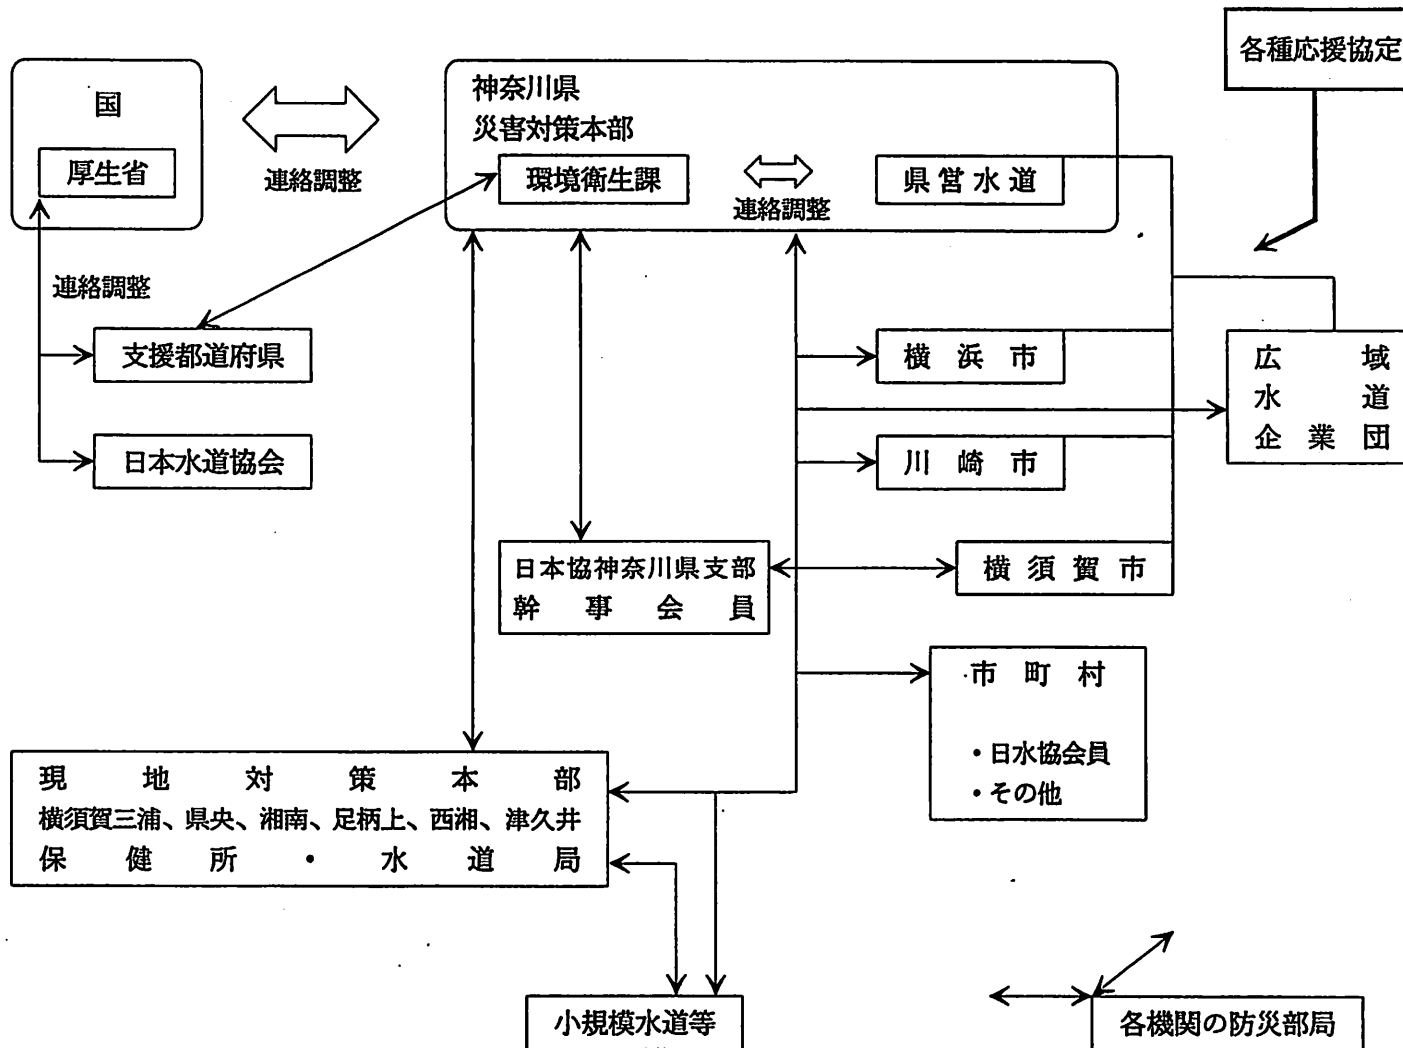 各種応援協定
国
厚生省
連絡調整
神奈川県
災害対策本部
環境衛生課
連絡調整
県営水道
連絡調整
支援都道府県
日本水道協会
横浜市
川崎市
広域
水道
企業団
日本協神奈川県支部
幹事会員
横須賀市
市町村
・日水協会員
・その他
現地対策本部
横須賀三浦、県央、湘南、足柄上、西湘、津久井
保健所・水道局
小規模水道等
各機関の防災部局